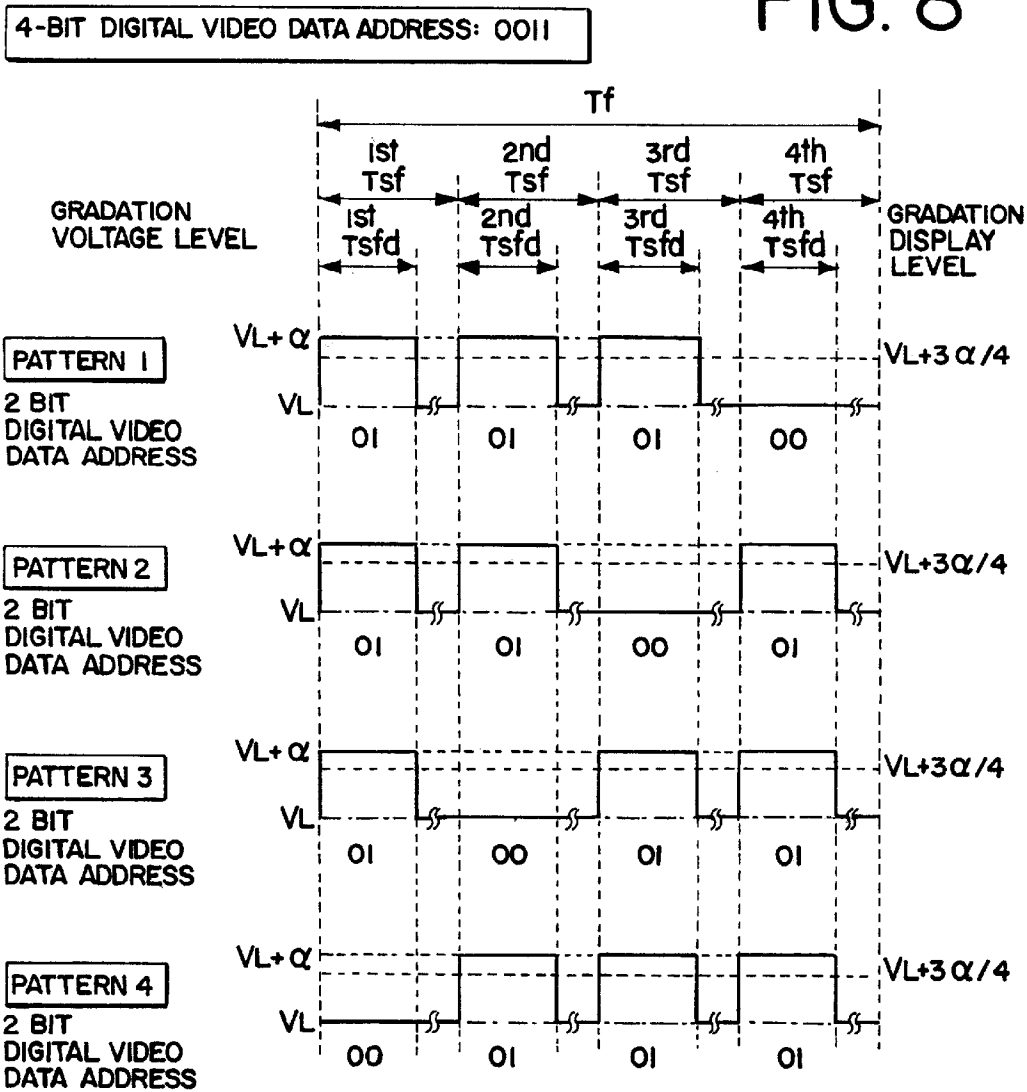 FIG. 8
4-BIT DIGITAL VIDEO DATA ADDRESS: 0011
Tf
1st 2nd 3rd 4th
Tsf Tsf Tsf Tsf
GRADATION
VOLTAGE LEVEL
1st 2nd 3rd 4th
Tsfd Tsfd Tsfd Tsfd
GRADATION
DISPLAY
LEVEL
PATTERN 1
VL+α
VL+3α/4
VL
2 BIT
DIGITAL VIDEO
DATA ADDRESS
01 01 01 00
PATTERN 2
VL+α
VL+3α/4
VL
2 BIT
DIGITAL VIDEO
DATA ADDRESS
01 01 00 01
PATTERN 3
VL+α
VL+3α/4
VL
2 BIT
DIGITAL VIDEO
DATA ADDRESS
01 00 01 01
PATTERN 4
VL+α
VL+3α/4
VL
2 BIT
DIGITAL VIDEO
DATA ADDRESS
00 01 01 01